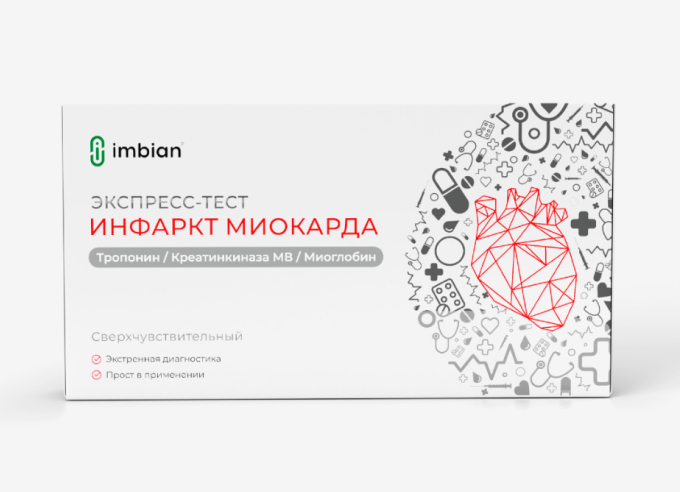 imbian
ЭКСПРЕСС-ТЕСТ
ИНФАРКТ МИОКАРДА
Тропонин / Креатинкиназа МВ / Миоглобин
Сверхчувствительный
Экстренная диагностика
Прост в применении